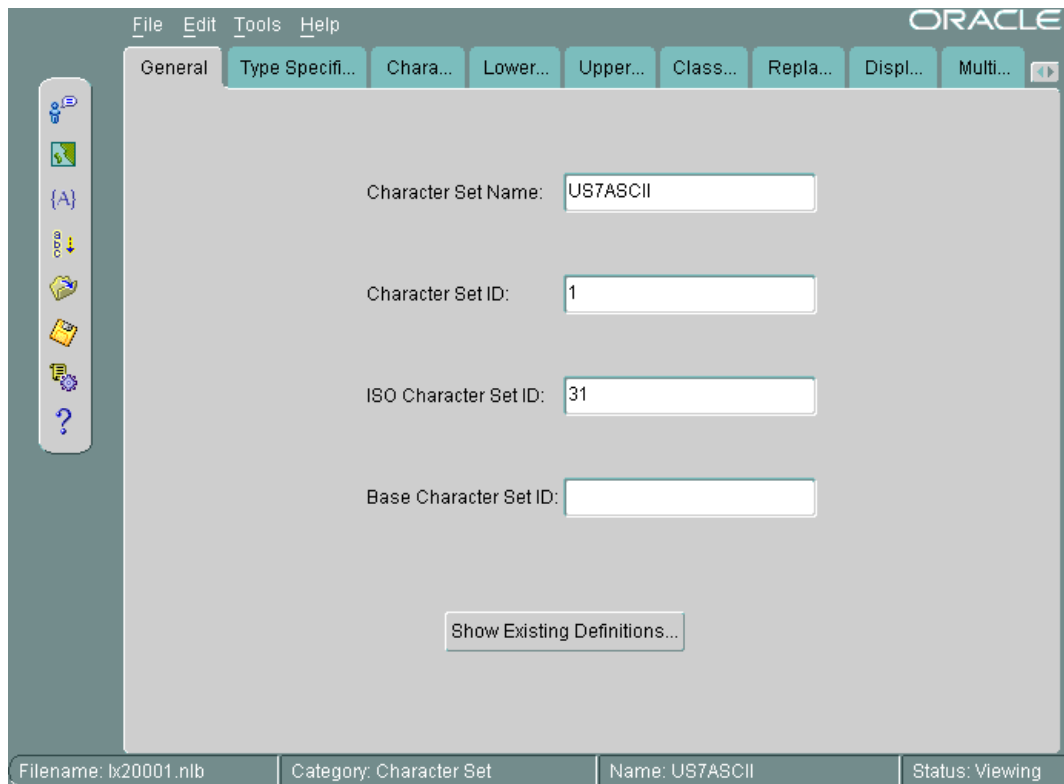 File Edit Tools Help
ORACLE
General Type Specifi... Chara... Lower... Upper... Class... Repla... Displ... Multi...
{A}
a
b
c
?
Character Set Name: US7ASCII
Character Set ID: 1
ISO Character Set ID: 31
Base Character Set ID:
Show Existing Definitions...
Filename: lx20001.nlb Category: Character Set Name: US7ASCII Status: Viewing